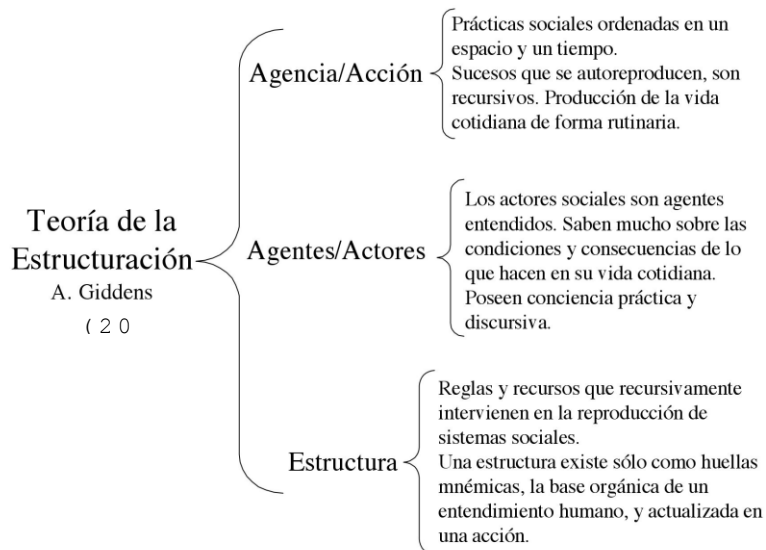 Teoría de la
Estructuración
A. Giddens
( 2 0
Agencia/Acción
Prácticas sociales ordenadas en un
espacio y un tiempo.
Sucesos que se autoreproducen, son
recursivos. Producción de la vida
cotidiana de forma rutinaria.
Agentes/Actores
Los actores sociales son agentes
entendidos. Saben mucho sobre las
condiciones y consecuencias de lo
que hacen en su vida cotidiana.
Poseen conciencia práctica y
discursiva.
Estructura
Reglas y recursos que recursivamente
intervienen en la reproducción de
sistemas sociales.
Una estructura existe sólo como huellas
mnémicas, la base orgánica de un
entendimiento humano, y actualizada en
una acción.